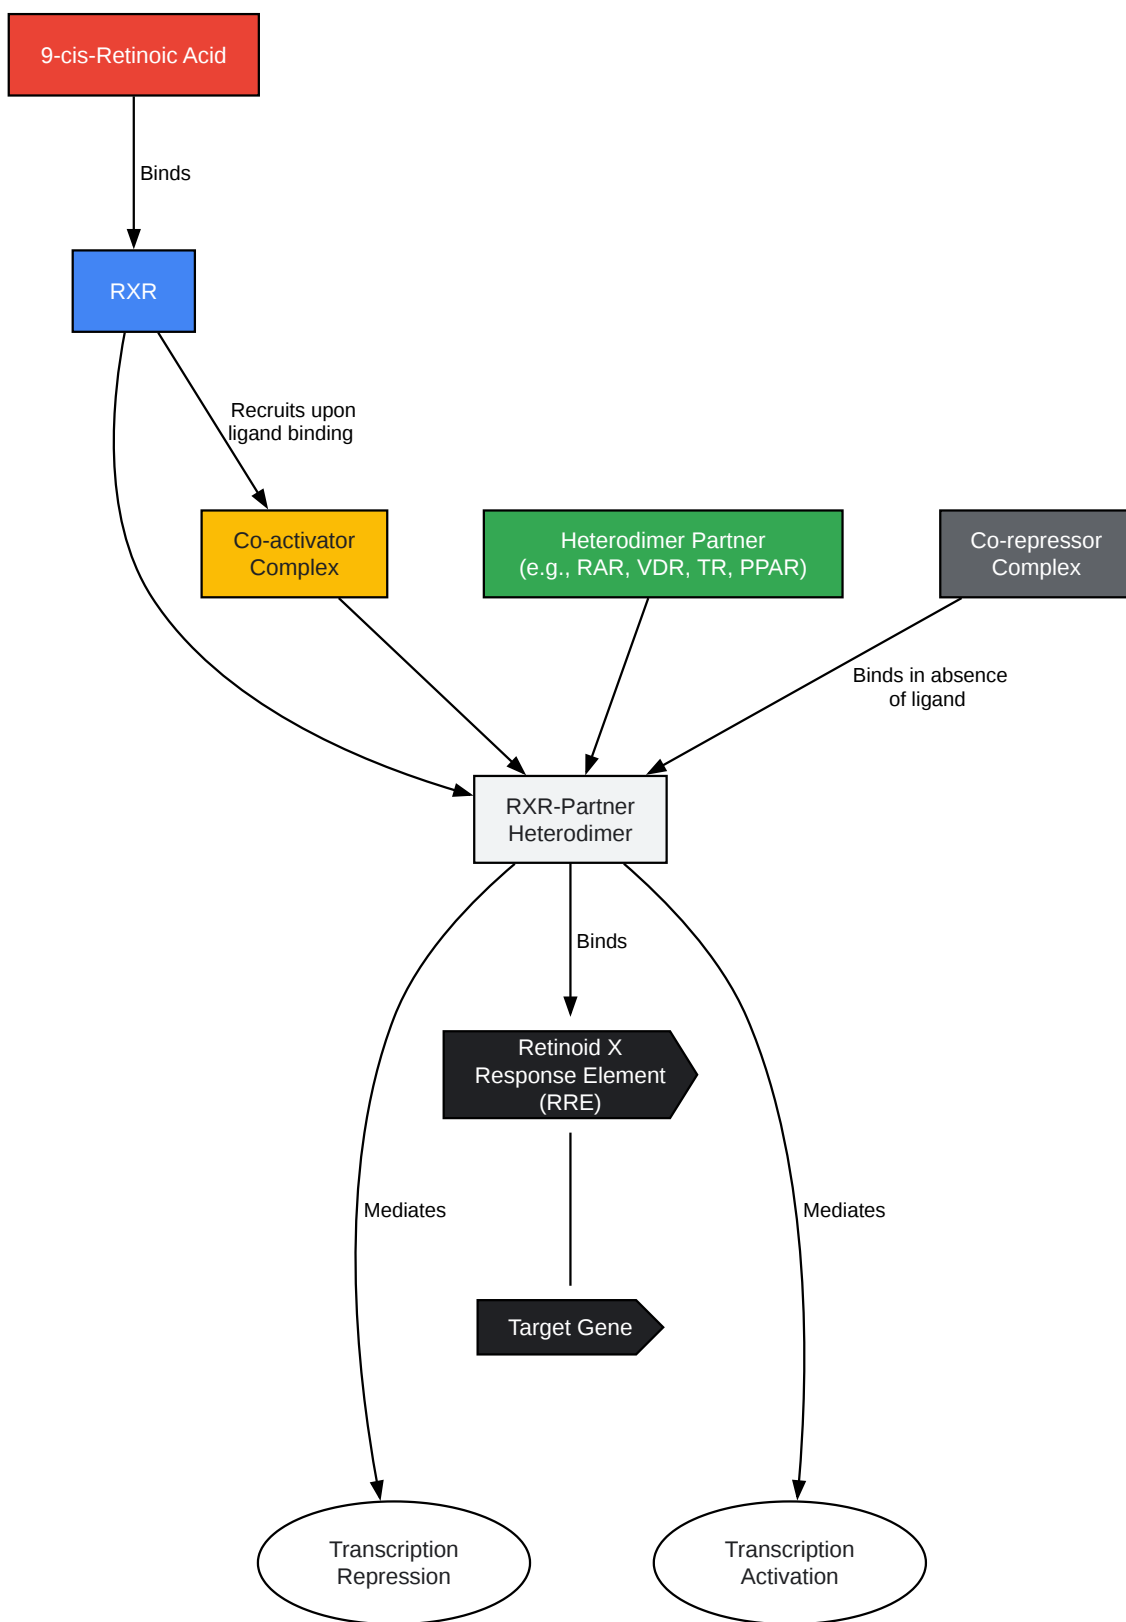 9-cis-Retinoic Acid
Binds
RXR
Recruits upon
ligand binding
Co-activator
Complex
Heterodimer Partner
(e.g., RAR, VDR, TR, PPAR)
Co-repressor
Complex
Binds in absence
of ligand
RXR-Partner
Heterodimer
Binds
Retinoid X
Response Element
(RRE)
Mediates
Mediates
Target Gene
Transcription
Repression
Transcription
Activation